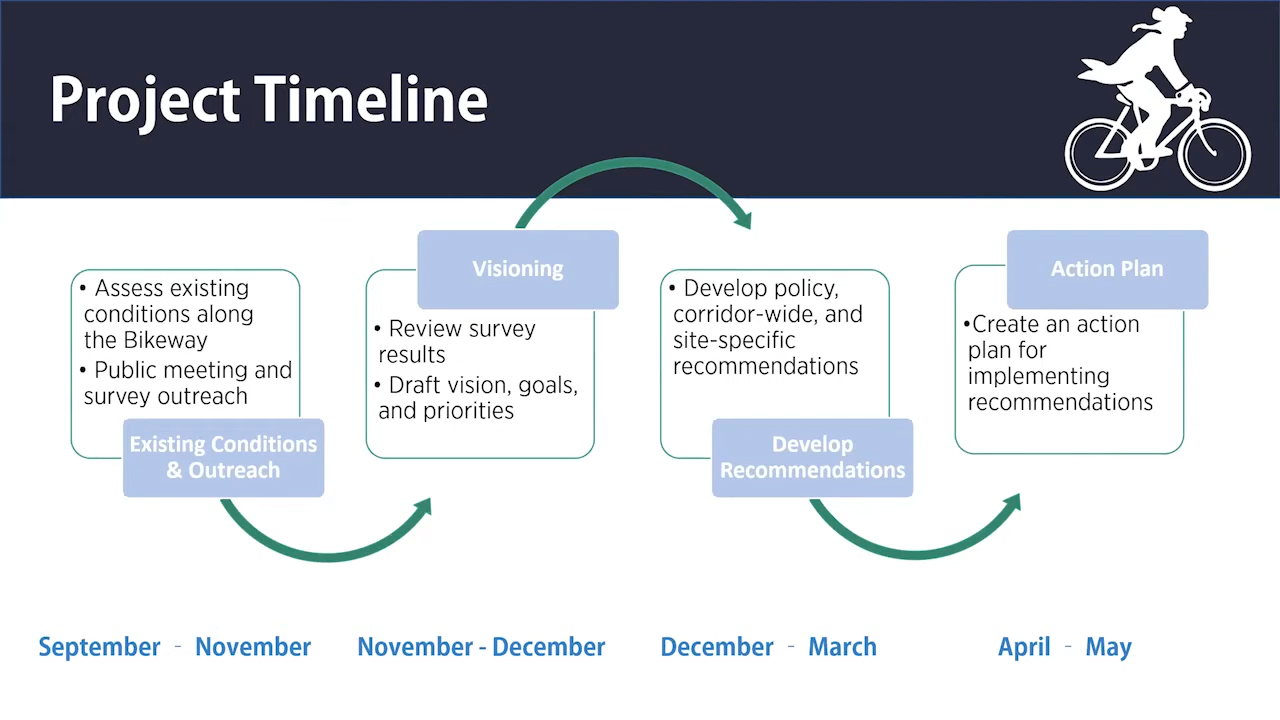 Project Timeline
• Assess existing
conditions along
the Bikeway
• Public meeting and
survey outreach
Existing Conditions
& Outreach
Visioning
• Review survey
results
• Draft vision, goals,
and priorities
• Develop policy,
corridor-wide, and
site-specific
recommendations
Develop
Recommendations
Action Plan
•Create an action
plan for
implementing
recommendations
September - November
November - December
December - March
April - May